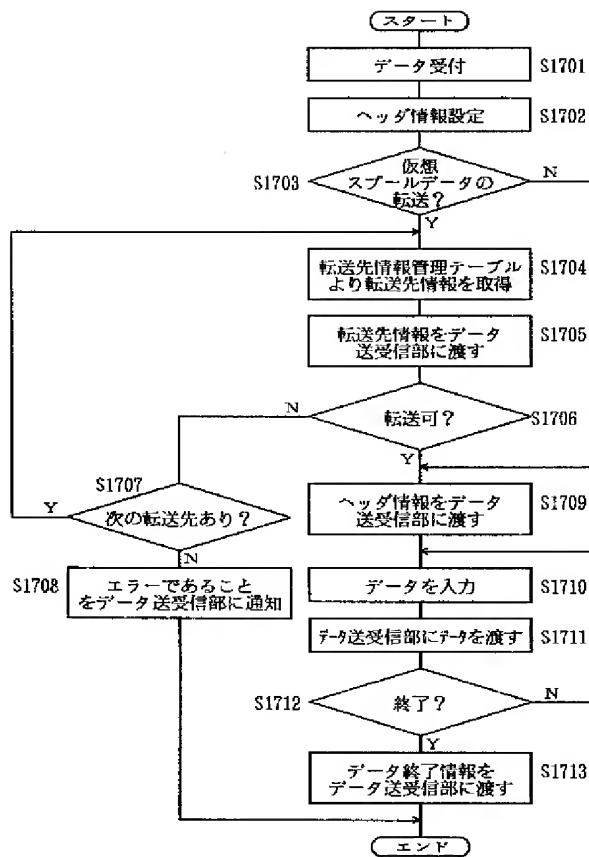 スタート
データ受付 S1701
ヘッダ情報設定 S1702
S1703 仮想
スプールデータの
転送？
N
Y
転送先情報管理テーブル S1704
より転送先情報を取得
転送先情報をデータ S1705
送受信部に渡す
N 転送可？ S1706
Y
S1707
Y 次の転送先あり？
N
ヘッダ情報をデータ S1709
送受信部に渡す
S1708 エラーであること
をデータ送受信部に通知
データを入力 S1710
データ送受信部にデータを渡す S1711
S1712 終了？ N
Y
データ終了情報を S1713
データ送受信部に渡す
エンド